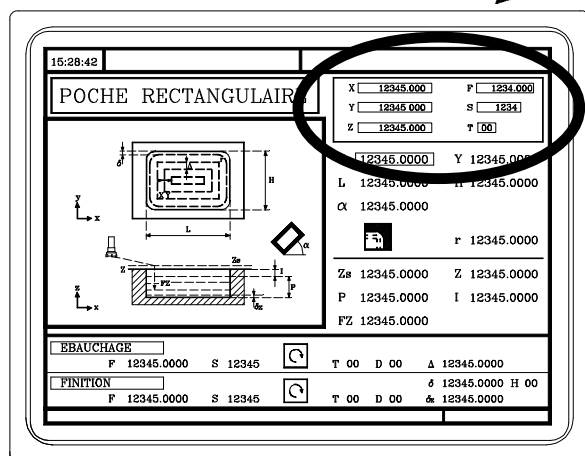 15:28:42
POCHE RECTANGULAIRE
X 12345.000 F 1234.000
Y 12345.000 S 1234
Z 12345.000 T 00
12345.0000 Y 12345.0000
L 12345.0000 H 12345.0000
α 12345.0000
r 12345.0000
Zs 12345.0000 Z 12345.0000
P 12345.0000 I 12345.0000
FZ 12345.0000
δ
Δ
r
H
X Y
L
y
x
α
Z
Zs
I
FZ
P
δz
z
x
EBAUCHAGE
F 12345.0000 S 12345 T 00 D 00 Δ 12345.0000
FINITION
δ 12345.0000 H 00
F 12345.0000 S 12345 T 00 D 00 δz 12345.0000